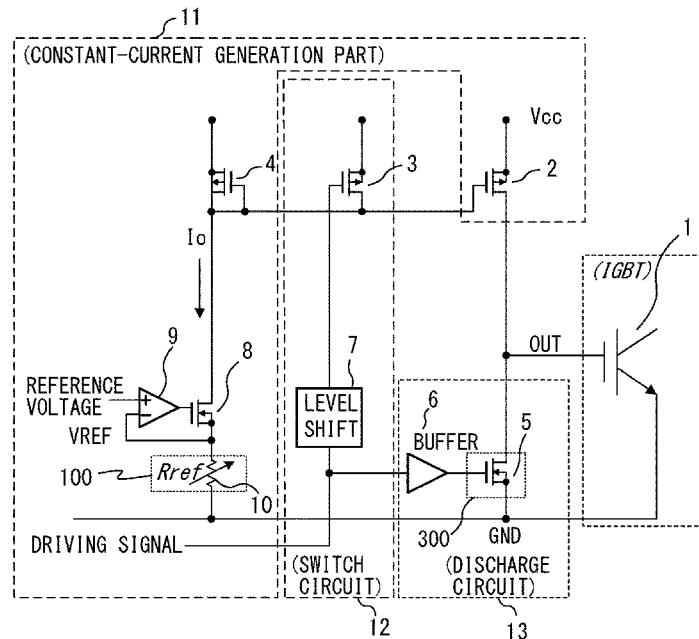 11
(CONSTANT-CURRENT GENERATION PART)
Vcc
4
3
2
1
Io
(IGBT)
9
8
7
OUT
REFERENCE
VOLTAGE
LEVEL
SHIFT
6
BUFFER
5
VREF
100
Rref
10
300
GND
DRIVING SIGNAL
(SWITCH
CIRCUIT)
(DISCHARGE
CIRCUIT)
12
13